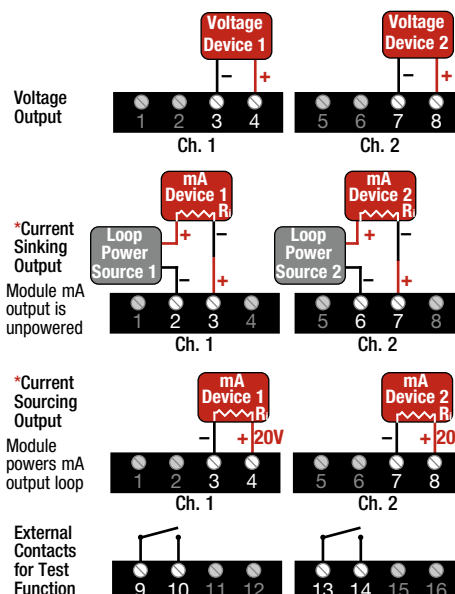 Voltage Device 1
Voltage Device 2
– +
– +
Voltage Output
1 2 3 4
5 6 7 8
Ch. 1
Ch. 2
*Current Sinking Output
Module mA output is unpowered
mA Device 1
Ri
mA Device 2
Ri
Loop Power Source 1
Loop Power Source 2
+ –
+ –
– +
– +
1 2 3 4
5 6 7 8
Ch. 1
Ch. 2
*Current Sourcing Output
Module powers mA output loop
mA Device 1
Ri
mA Device 2
Ri
– + 20V
– + 20
1 2 3 4
5 6 7 8
Ch. 1
Ch. 2
External Contacts for Test Function
9 10 11 12
13 14 15 16